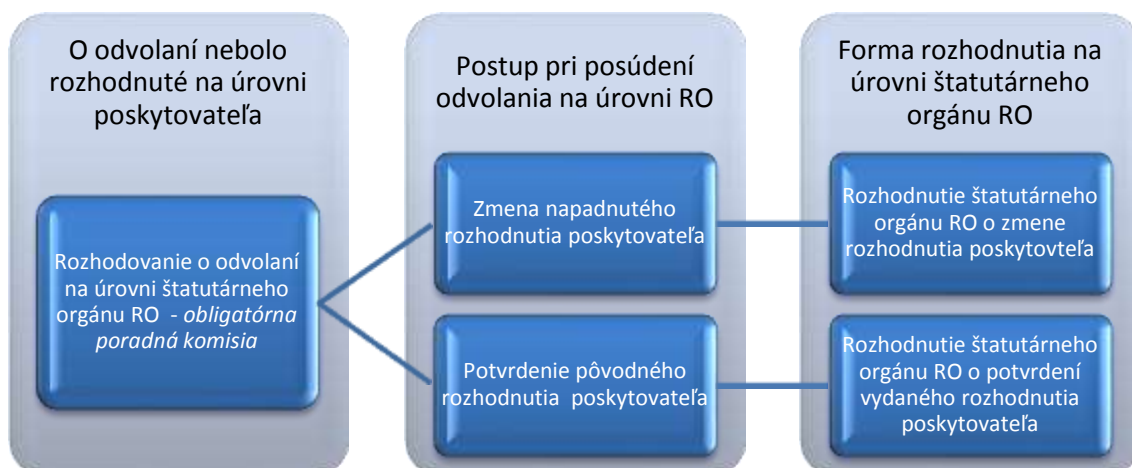 O odvolaní nebolo
rozhodnuté na úrovni
poskytovateľa
Rozhodovanie o odvolaní
na úrovni štatutárneho
orgánu RO - obligatórna
poradná komisia
Postup pri posúdení
odvolania na úrovni RO
Zmena napadnutého
rozhodnutia poskytovateľa
Potvrdenie pôvodného
rozhodnutia poskytovateľa
Forma rozhodnutia na
úrovni štatutárneho
orgánu RO
Rozhodnutie štatutárneho
orgánu RO o zmene
rozhodnutia poskytovteľa
Rozhodnutie štatutárneho
orgánu RO o potvrdení
vydaného rozhodnutia
poskytovateľa